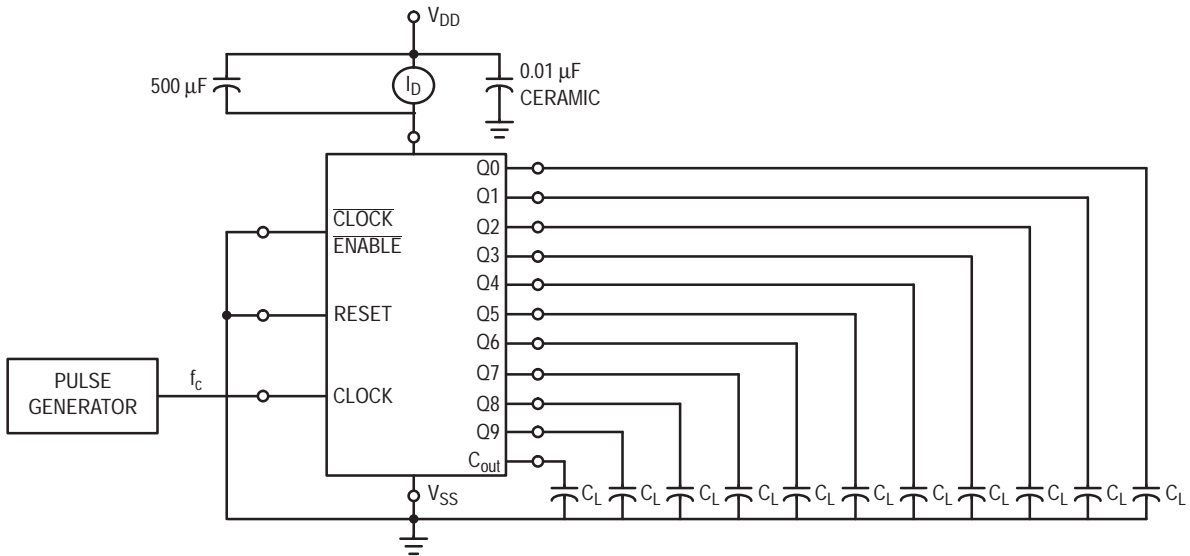 V_DD
500 μF
I_D
0.01 μF
CERAMIC
Q0
Q1
CLOCK
Q2
ENABLE
Q3
Q4
RESET
Q5
Q6
PULSE
GENERATOR
f_c
Q7
CLOCK
Q8
Q9
C_out
V_SS
C_L
C_L
C_L
C_L
C_L
C_L
C_L
C_L
C_L
C_L
C_L